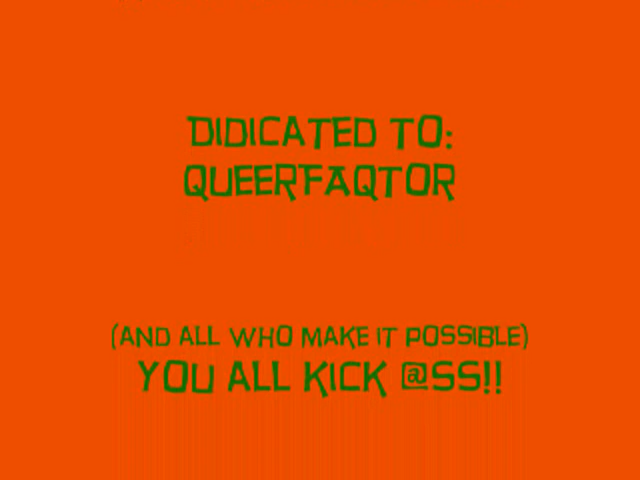 DIDICATED TO:
QUEERFAQTOR
(AND ALL WHO MAKE IT POSSIBLE)
YOU ALL KICK @SS!!